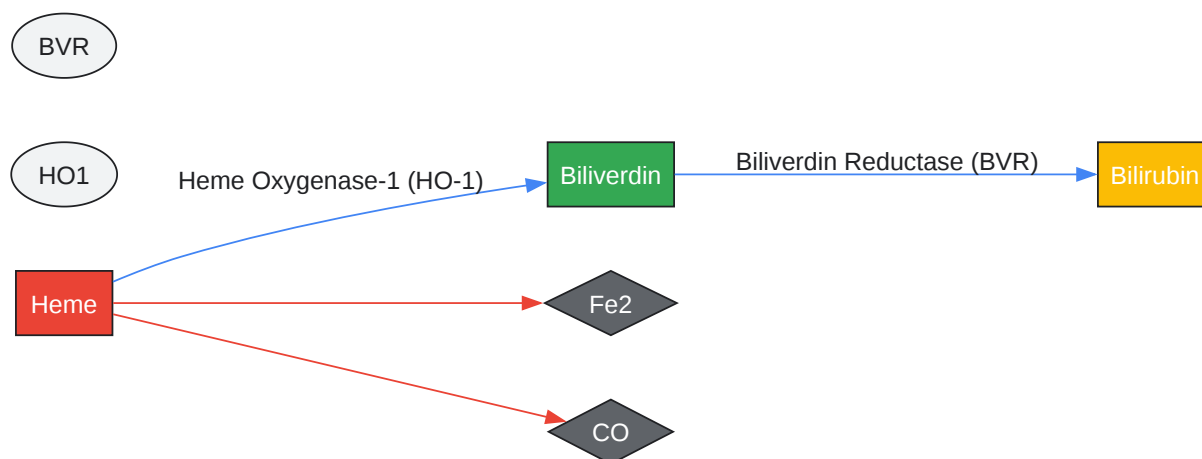 BVR
HO1
Heme Oxygenase-1 (HO-1)
Biliverdin
Biliverdin Reductase (BVR)
Bilirubin
Heme
Fe2
CO